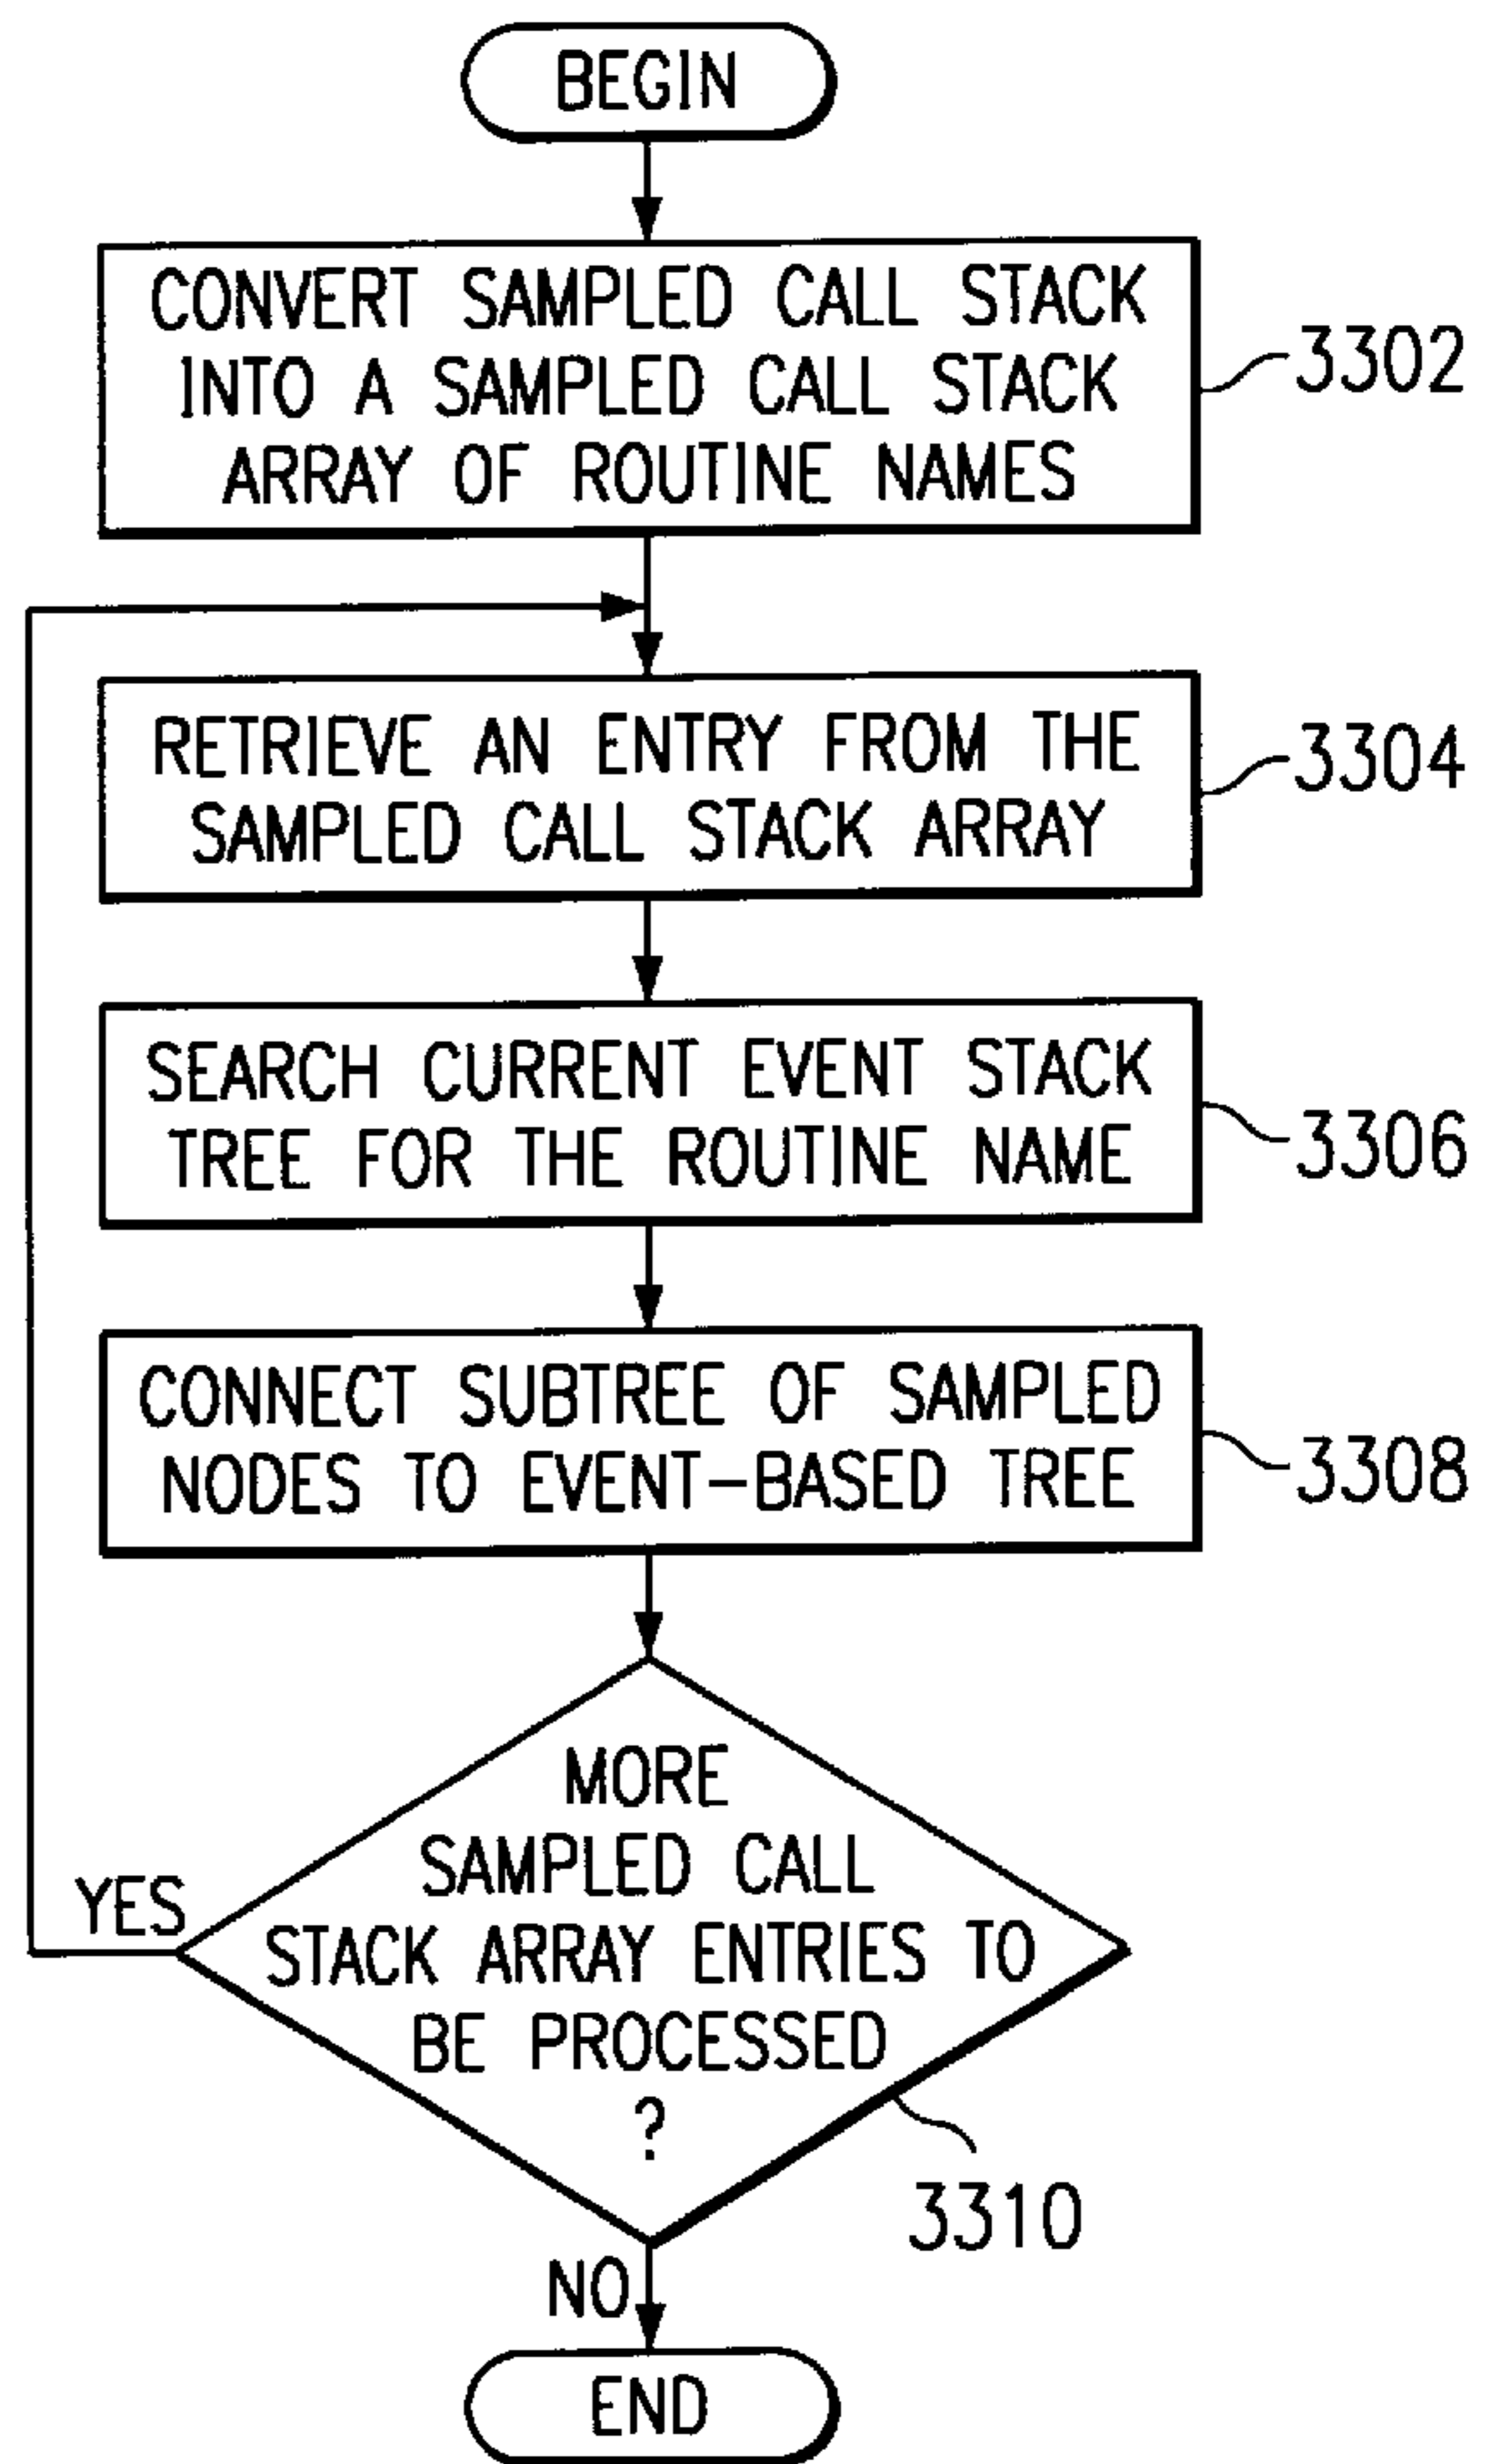 BEGIN
CONVERT SAMPLED CALL STACK
INTO A SAMPLED CALL STACK
ARRAY OF ROUTINE NAMES
3302
RETRIEVE AN ENTRY FROM THE
SAMPLED CALL STACK ARRAY
3304
SEARCH CURRENT EVENT STACK
TREE FOR THE ROUTINE NAME
3306
CONNECT SUBTREE OF SAMPLED
NODES TO EVENT-BASED TREE
3308
MORE
SAMPLED CALL
STACK ARRAY ENTRIES TO
BE PROCESSED
?
YES
3310
NO
END